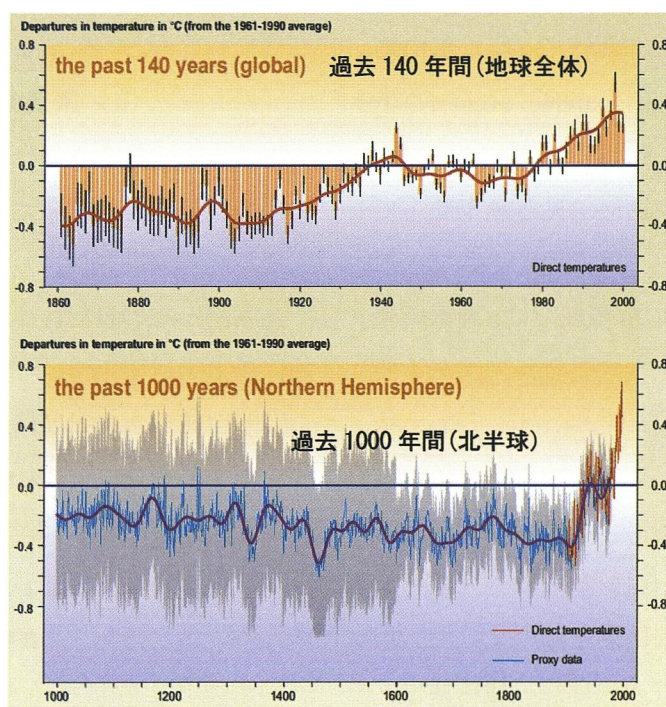 Departures in temperature in °C (from the 1961-1990 average)
0.8 0.8
the past 140 years (global) 過去 140 年間(地球全体)
0.4 0.4
0.0 0.0
-0.4 -0.4
Direct temperatures
-0.8 -0.8
1860 1880 1900 1920 1940 1960 1980 2000
Departures in temperature in °C (from the 1961-1990 average)
0.8 0.8
the past 1000 years (Northern Hemisphere)
0.4 0.4
過去 1000 年間(北半球)
0.0 0.0
-0.4 -0.4
-0.8 -0.8
Direct temperatures
Proxy data
1000 1200 1400 1600 1800 2000